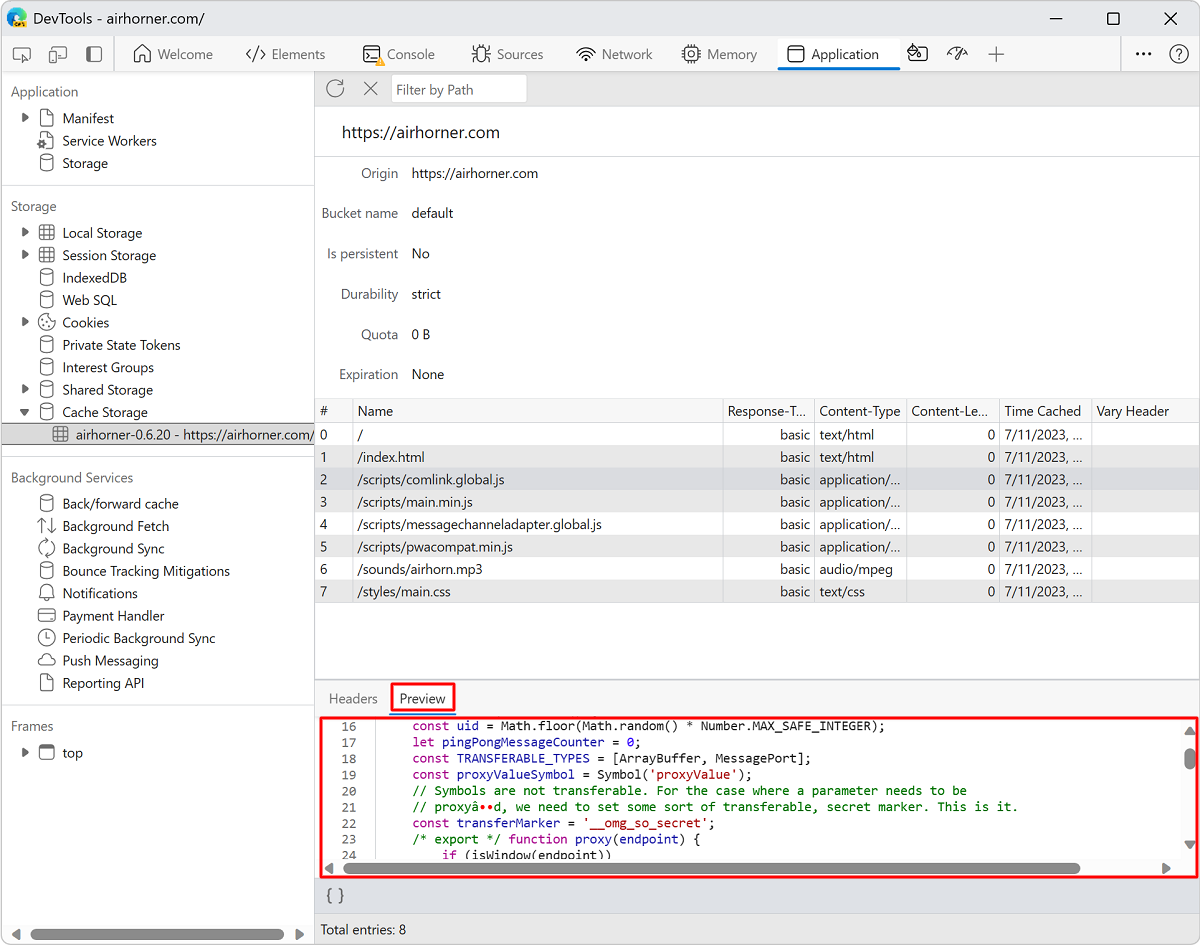 DevTools - airhorner.com/
Welcome
Elements
Console
Sources
Network
Memory
Application
Application
Manifest
Service Workers
Storage
Storage
Local Storage
Session Storage
IndexedDB
Web SQL
Cookies
Private State Tokens
Interest Groups
Shared Storage
Cache Storage
airhorner-0.6.20 - https://airhorner.com/
Background Services
Back/forward cache
Background Fetch
Background Sync
Bounce Tracking Mitigations
Notifications
Payment Handler
Periodic Background Sync
Push Messaging
Reporting API
Frames
top
Filter by Path
https://airhorner.com
Origin https://airhorner.com
Bucket name default
Is persistent No
Durability strict
Quota 0 B
Expiration None
# Name Response-T... Content-Type Content-Le... Time Cached Vary Header
0 / basic text/html 0 7/11/2023, ...
1 /index.html basic text/html 0 7/11/2023, ...
2 /scripts/comlink.global.js basic application/... 0 7/11/2023, ...
3 /scripts/main.min.js basic application/... 0 7/11/2023, ...
4 /scripts/messagechanneladapter.global.js basic application/... 0 7/11/2023, ...
5 /scripts/pwacompat.min.js basic application/... 0 7/11/2023, ...
6 /sounds/airhorn.mp3 basic audio/mpeg 0 7/11/2023, ...
7 /styles/main.css basic text/css 0 7/11/2023, ...
Headers Preview
16 const uid = Math.floor(Math.random() * Number.MAX_SAFE_INTEGER);
17 let pingPongMessageCounter = 0;
18 const TRANSFERABLE_TYPES = [ArrayBuffer, MessagePort];
19 const proxyValueSymbol = Symbol('proxyValue');
20 // Symbols are not transferable. For the case where a parameter needs to be
21 // proxyâ••d, we need to set some sort of transferable, secret marker. This is it.
22 const transferMarker = '__omg_so_secret';
23 /* export */ function proxy(endpoint) {
24 if (isWindow(endpoint))
{ }
Total entries: 8